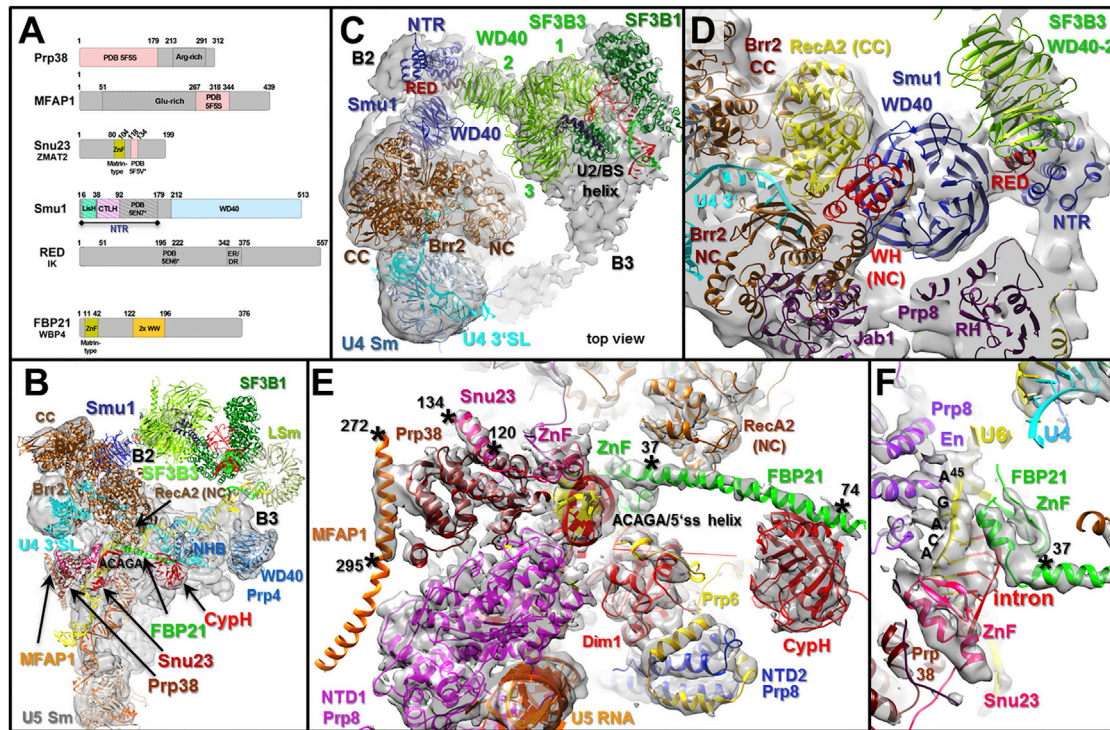 A
1 179 213 291 312
Prp38
PDB 5F5S
Arg-rich
1 51 267 318 344 439
MFAP1
Glu-rich
PDB
5F5S
1 80 104 118 134 199
Snu23
ZMAT2
ZnF
Matrin-
type
PDB
5F5V*
1 16 38 92 179 212 513
Smu1
LisH
CTLH
PDB
5EN7*
WD40
NTR
1 51 195 222 342 375 557
RED
IK
PDB
5EN6*
ER/
DR
1 11 42 122 196 376
FBP21
WBP4
ZnF
2x WW
Matrin-
type
B
CC
Smu1
SF3B1
B2
SF3B3
LSm
Brr2
RecA2 (NC)
B3
U4 3'SL
NHB
ACAGA
WD40
Prp4
CypH
FBP21
MFAP1
Snu23
Prp38
U5 Sm
C
NTR
SF3B3
SF3B1
B2
WD40
1
2
RED
Smu1
WD40
U2/BS
helix
3
Brr2
NC
CC
B3
U4 Sm
U4 3'SL
top view
D
Brr2
CC
RecA2 (CC)
SF3B3
WD40-2
Smu1
WD40
RED
U4 3'
NTR
Brr2
NC
WH
(NC)
Prp8
RH
Jab1
E
272
134
Snu23
120
Prp38
ZnF
ZnF
37
RecA2
(NC)
FBP21
74
MFAP1
ACAGA/5'ss helix
295
Prp6
Dim1
CypH
NTD2
Prp8
NTD1
Prp8
U5 RNA
F
Prp8
En
U6
U4
A45
G
A
C
A
FBP21
ZnF
37
intron
ZnF
Prp
38
Snu23